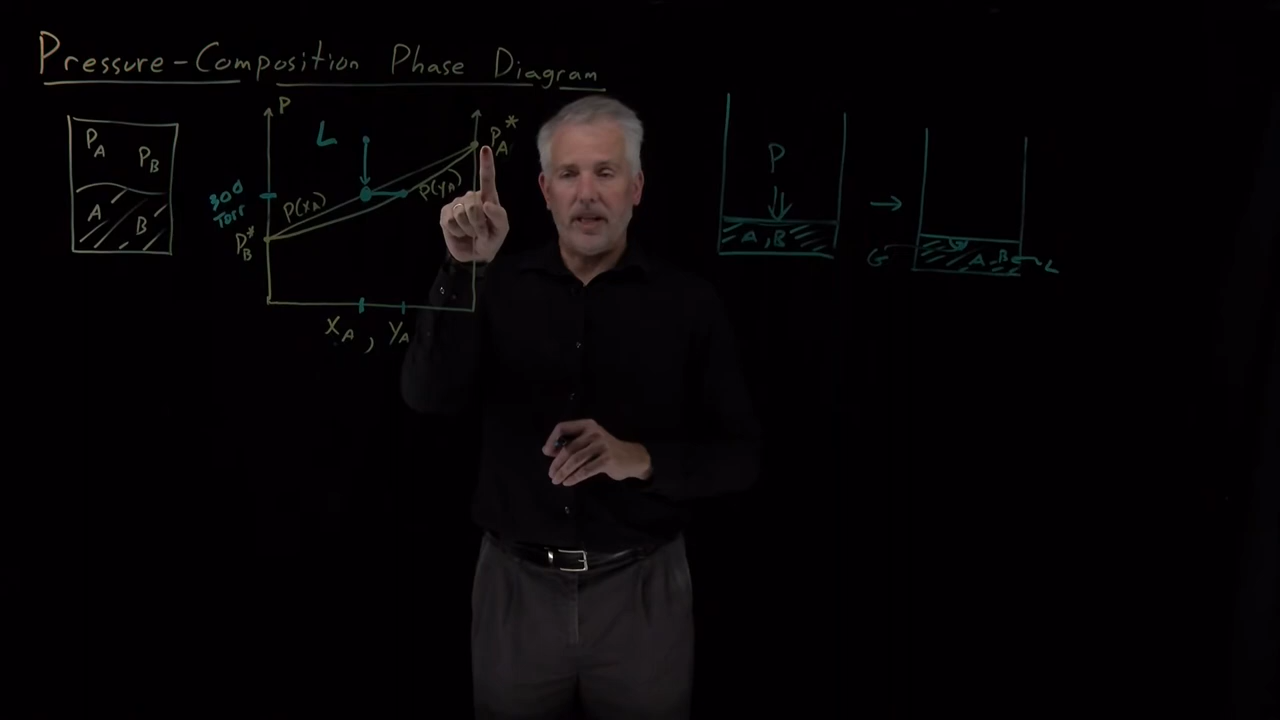 Pressure-Composition Phase Diagram
P_A P_B
A B
P
L
P_A*
300
Torr
P(x_A)
P(y_A)
P_B*
x_A, y_A
P
A, B
→
G
A B
L